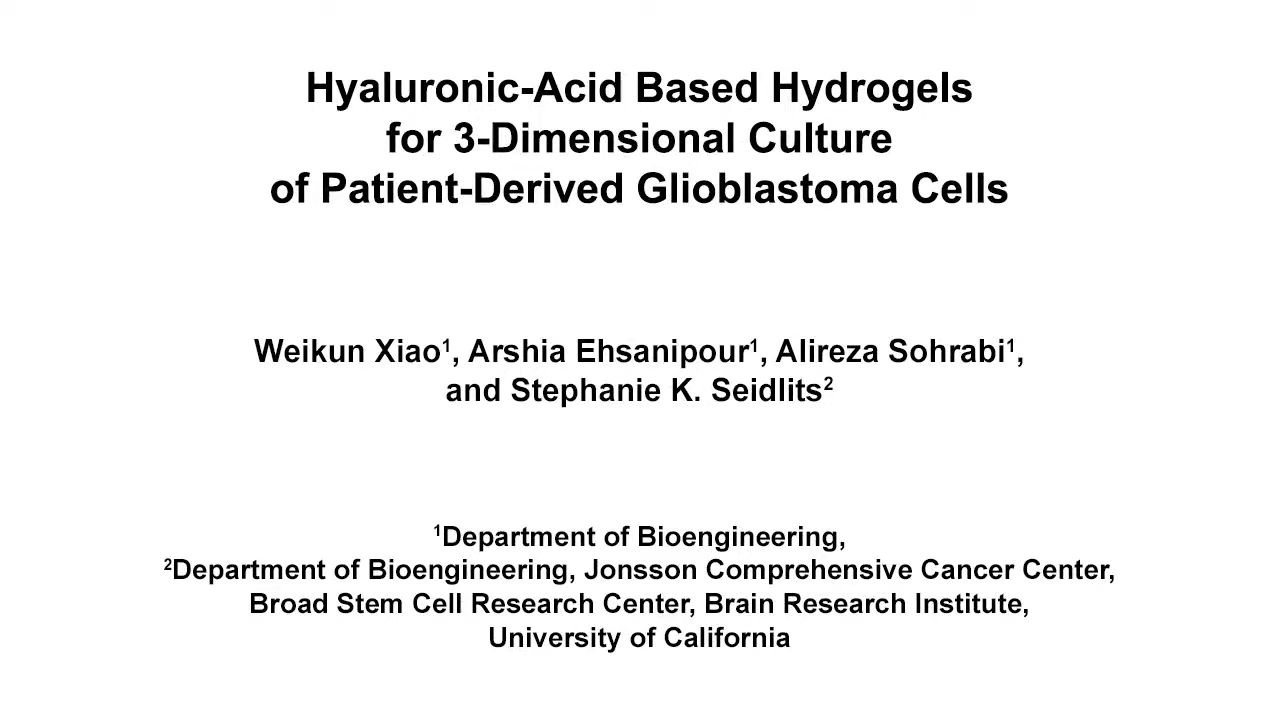 Hyaluronic-Acid Based Hydrogels
for 3-Dimensional Culture
of Patient-Derived Glioblastoma Cells
Weikun Xiao¹, Arshia Ehsanipour¹, Alireza Sohrabi¹,
and Stephanie K. Seidlits²
¹Department of Bioengineering,
²Department of Bioengineering, Jonsson Comprehensive Cancer Center,
Broad Stem Cell Research Center, Brain Research Institute,
University of California